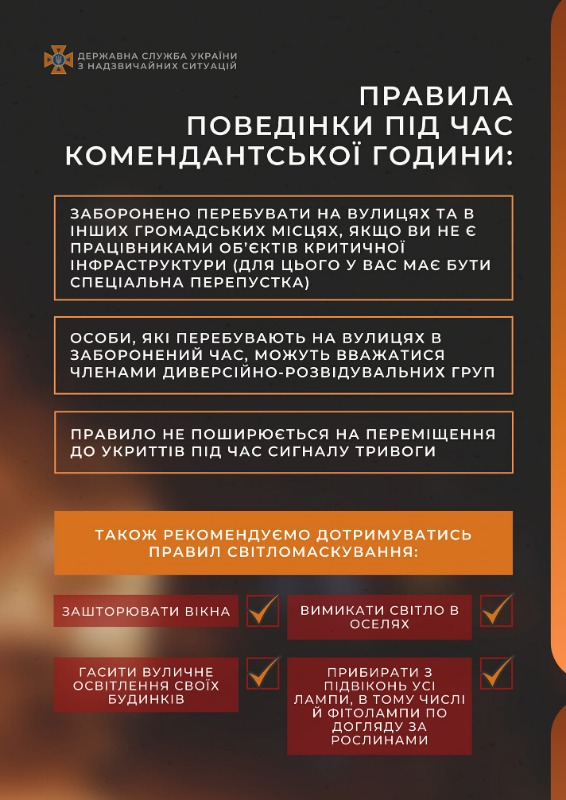 ДЕРЖАВНА СЛУЖБА УКРАЇНИ
З НАДЗВИЧАЙНИХ СИТУАЦІЙ
ПРАВИЛА
ПОВЕДІНКИ ПІД ЧАС
КОМЕНДАНТСЬКОЇ ГОДИНИ:
ЗАБОРОНЕНО ПЕРЕБУВАТИ НА ВУЛИЦЯХ ТА В
ІНШИХ ГРОМАДСЬКИХ МІСЦЯХ, ЯКЩО ВИ НЕ Є
ПРАЦІВНИКАМИ ОБ’ЄКТІВ КРИТИЧНОЇ
ІНФРАСТРУКТУРИ (ДЛЯ ЦЬОГО У ВАС МАЄ БУТИ
СПЕЦІАЛЬНА ПЕРЕПУСТКА)
ОСОБИ, ЯКІ ПЕРЕБУВАЮТЬ НА ВУЛИЦЯХ В
ЗАБОРОНЕНИЙ ЧАС, МОЖУТЬ ВВАЖАТИСЯ
ЧЛЕНАМИ ДИВЕРСІЙНО-РОЗВІДУВАЛЬНИХ ГРУП
ПРАВИЛО НЕ ПОШИРЮЄТЬСЯ НА ПЕРЕМІЩЕННЯ
ДО УКРИТТІВ ПІД ЧАС СИГНАЛУ ТРИВОГИ
ТАКОЖ РЕКОМЕНДУЄМО ДОТРИМУВАТИСЬ
ПРАВИЛ СВІТЛОМАСКУВАННЯ:
ЗАШТОРЮВАТИ ВІКНА
ВИМИКАТИ СВІТЛО В
ОСЕЛЯХ
ГАСИТИ ВУЛИЧНЕ
ОСВІТЛЕННЯ СВОЇХ
БУДИНКІВ
ПРИБИРАТИ З
ПІДВІКОНЬ УСІ
ЛАМПИ, В ТОМУ ЧИСЛІ
Й ФІТОЛАМПИ ПО
ДОГЛЯДУ ЗА
РОСЛИНАМИ